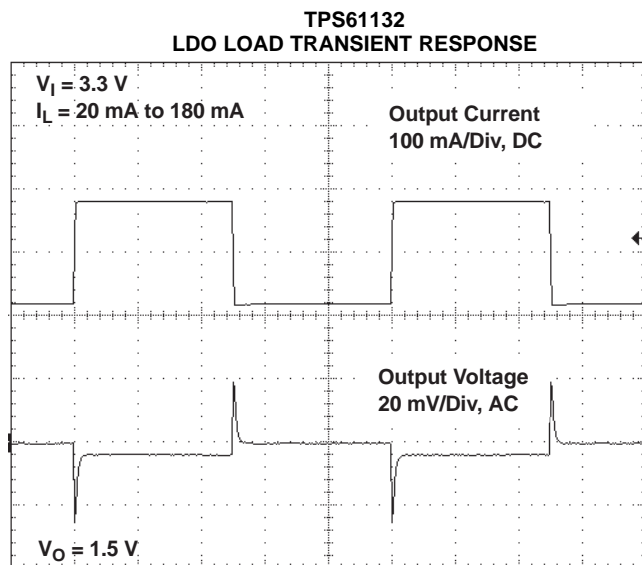 TPS61132
LDO LOAD TRANSIENT RESPONSE
V_I = 3.3 V
I_L = 20 mA to 180 mA
Output Current
100 mA/Div, DC
Output Voltage
20 mV/Div, AC
V_O = 1.5 V